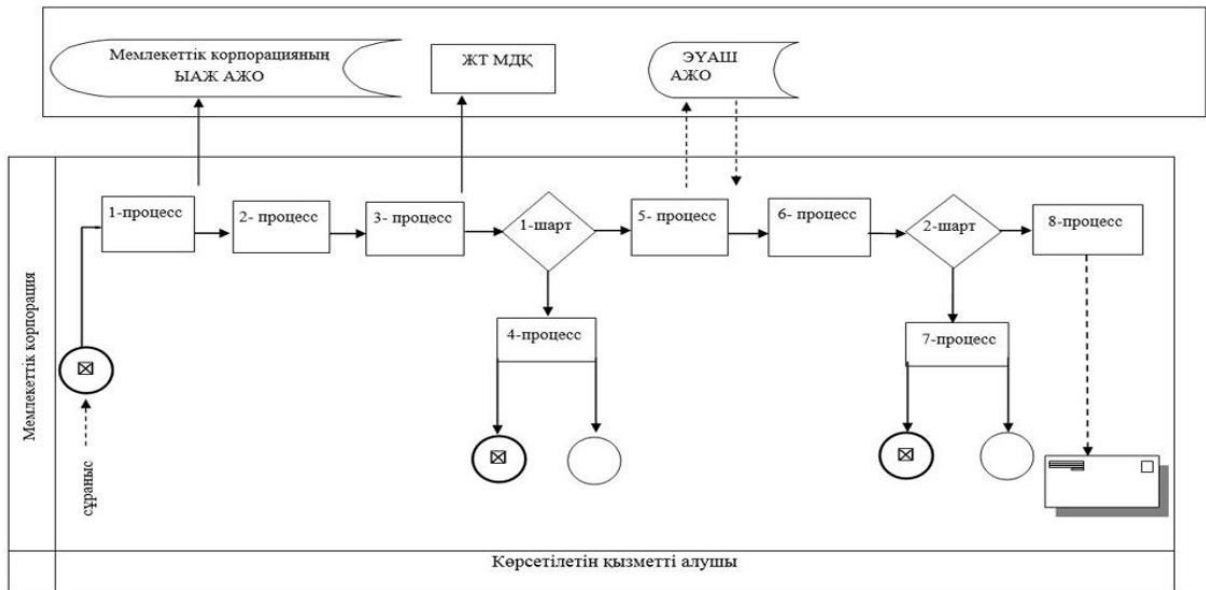 Мемлекеттік корпорацияның
ЫАЖ АЖО
ЖТ МДҚ
ЭҮАШ
АЖО
Мемлекеттік корпорация
1-процесс
2- процесс
3- процесс
1-шарт
5- процесс
6- процесс
2-шарт
8-процесс
4-процесс
7-процесс
сұраныс
Көрсетілетін қызметті алушы